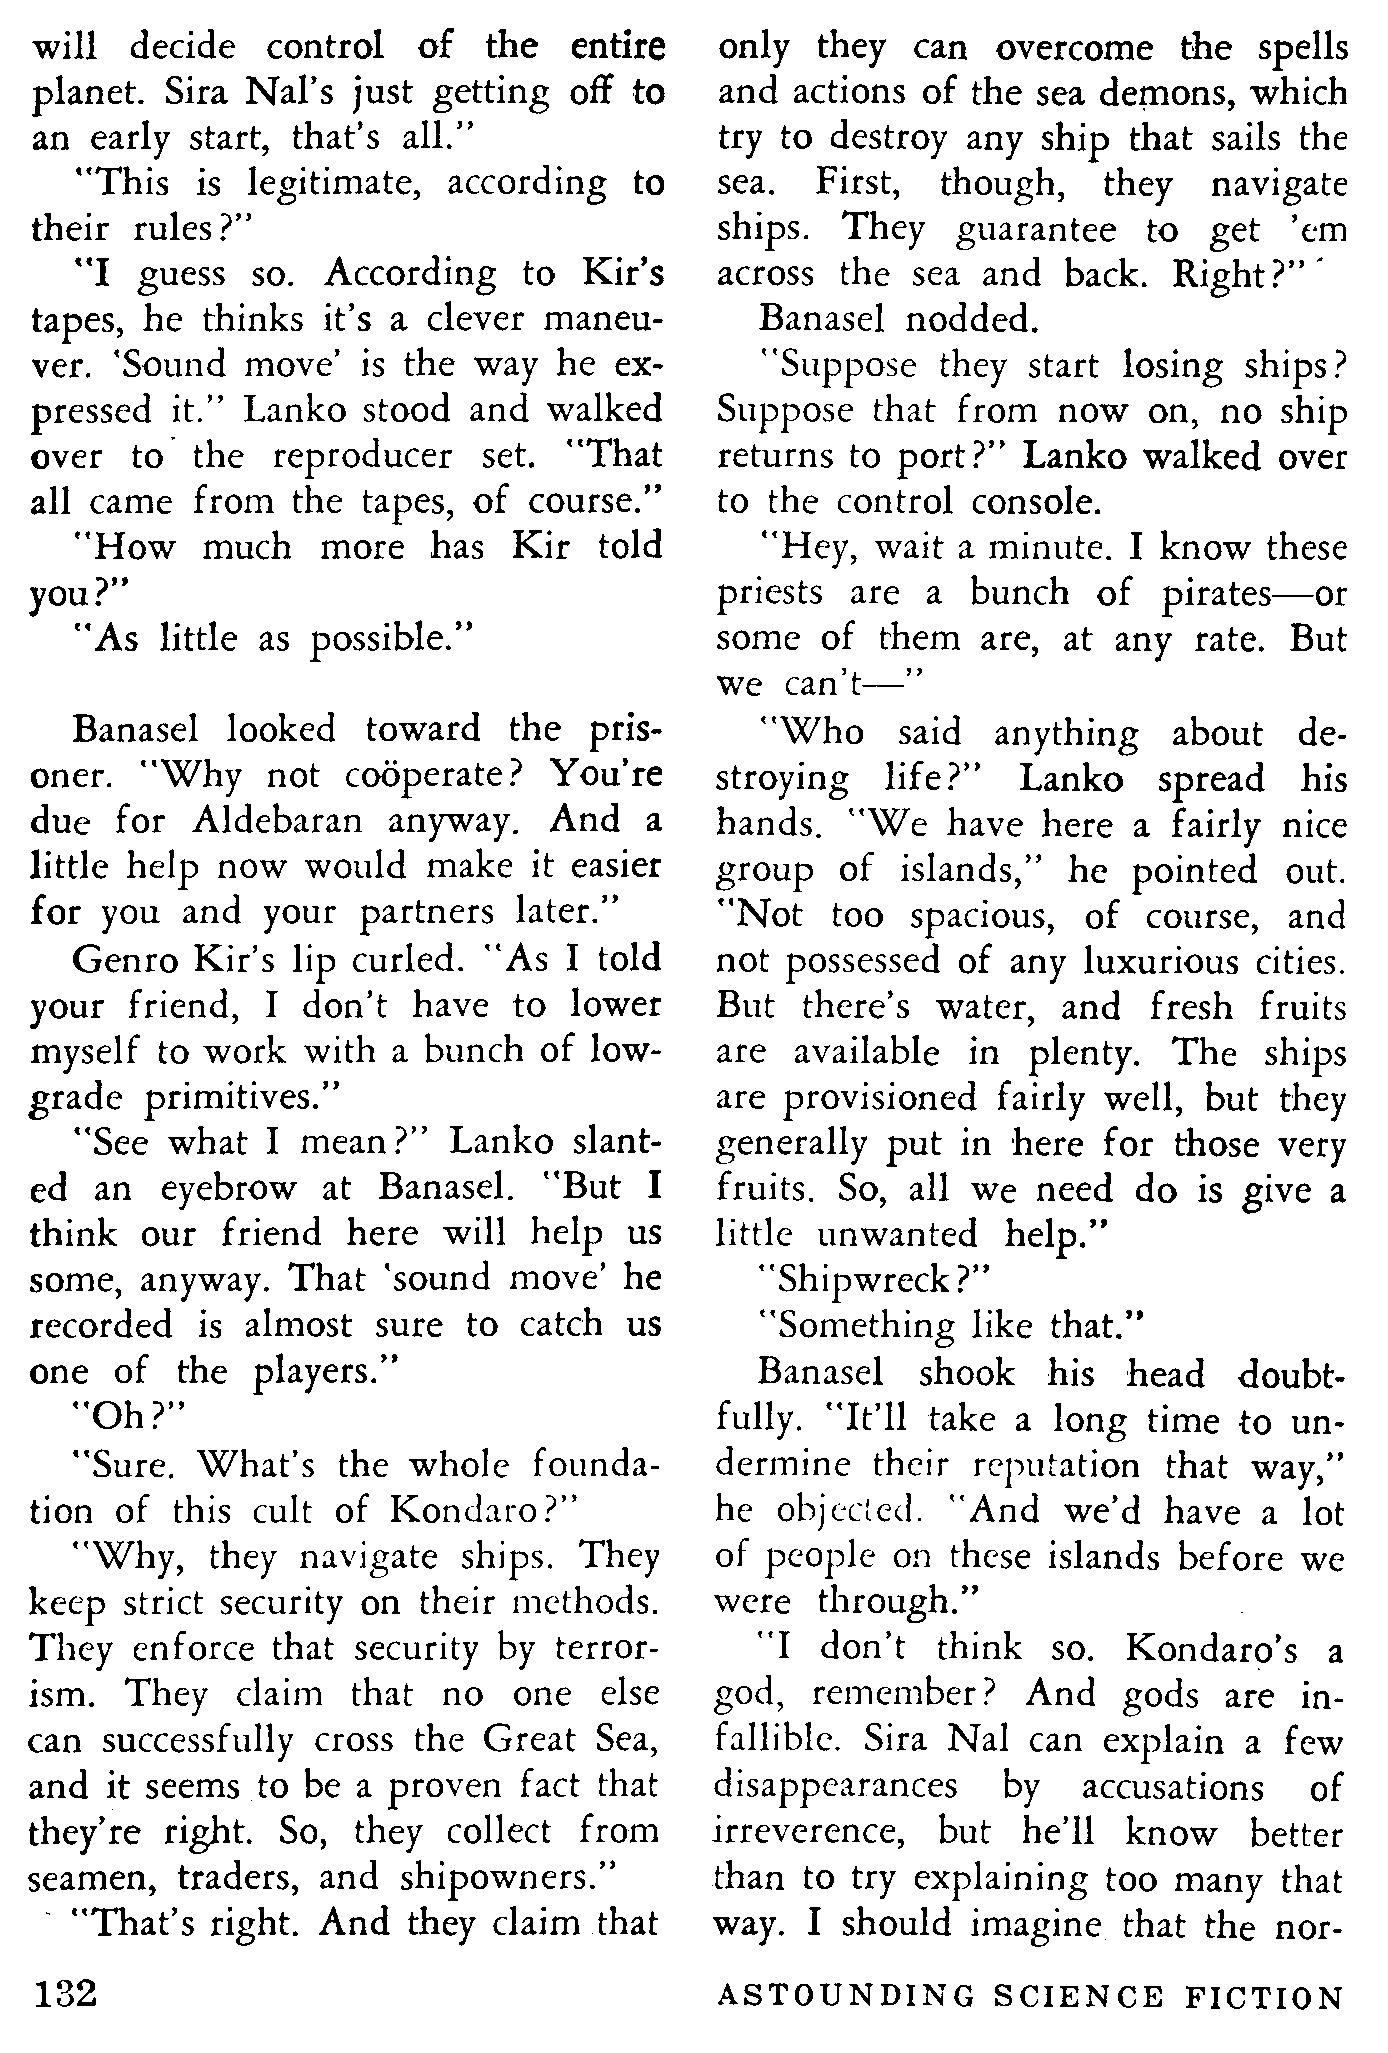 will decide control of the entire
planet. Sira Nal's just getting off to
an early start, that's all."
"This is legitimate, according to
their rules?"
"I guess so. According to Kir's
tapes, he thinks it's a clever maneu-
ver. 'Sound move' is the way he ex-
pressed it." Lanko stood and walked
over to the reproducer set. "That
all came from the tapes, of course."
"How much more has Kir told
you?"
"As little as possible."
Banasel looked toward the pris-
oner. "Why not coöperate? You're
due for Aldebaran anyway. And a
little help now would make it easier
for you and your partners later."
Genro Kir's lip curled. "As I told
your friend, I don't have to lower
myself to work with a bunch of low-
grade primitives."
"See what I mean?" Lanko slant-
ed an eyebrow at Banasel. "But I
think our friend here will help us
some, anyway. That 'sound move' he
recorded is almost sure to catch us
one of the players."
"Oh?"
"Sure. What's the whole founda-
tion of this cult of Kondaro?"
"Why, they navigate ships. They
keep strict security on their methods.
They enforce that security by terror-
ism. They claim that no one else
can successfully cross the Great Sea,
and it seems to be a proven fact that
they're right. So, they collect from
seamen, traders, and shipowners."
"That's right. And they claim that
only they can overcome the spells
and actions of the sea demons, which
try to destroy any ship that sails the
sea. First, though, they navigate
ships. They guarantee to get 'em
across the sea and back. Right?"
Banasel nodded.
"Suppose they start losing ships?
Suppose that from now on, no ship
returns to port?" Lanko walked over
to the control console.
"Hey, wait a minute. I know these
priests are a bunch of pirates—or
some of them are, at any rate. But
we can't—"
"Who said anything about de-
stroying life?" Lanko spread his
hands. "We have here a fairly nice
group of islands," he pointed out.
"Not too spacious, of course, and
not possessed of any luxurious cities.
But there's water, and fresh fruits
are available in plenty. The ships
are provisioned fairly well, but they
generally put in here for those very
fruits. So, all we need do is give a
little unwanted help."
"Shipwreck?"
"Something like that."
Banasel shook his head doubt-
fully. "It'll take a long time to un-
dermine their reputation that way,"
he objected. "And we'd have a lot
of people on these islands before we
were through."
"I don't think so. Kondaro's a
god, remember? And gods are in-
fallible. Sira Nal can explain a few
disappearances by accusations of
irreverence, but he'll know better
than to try explaining too many that
way. I should imagine that the nor-
132
ASTOUNDING SCIENCE FICTION